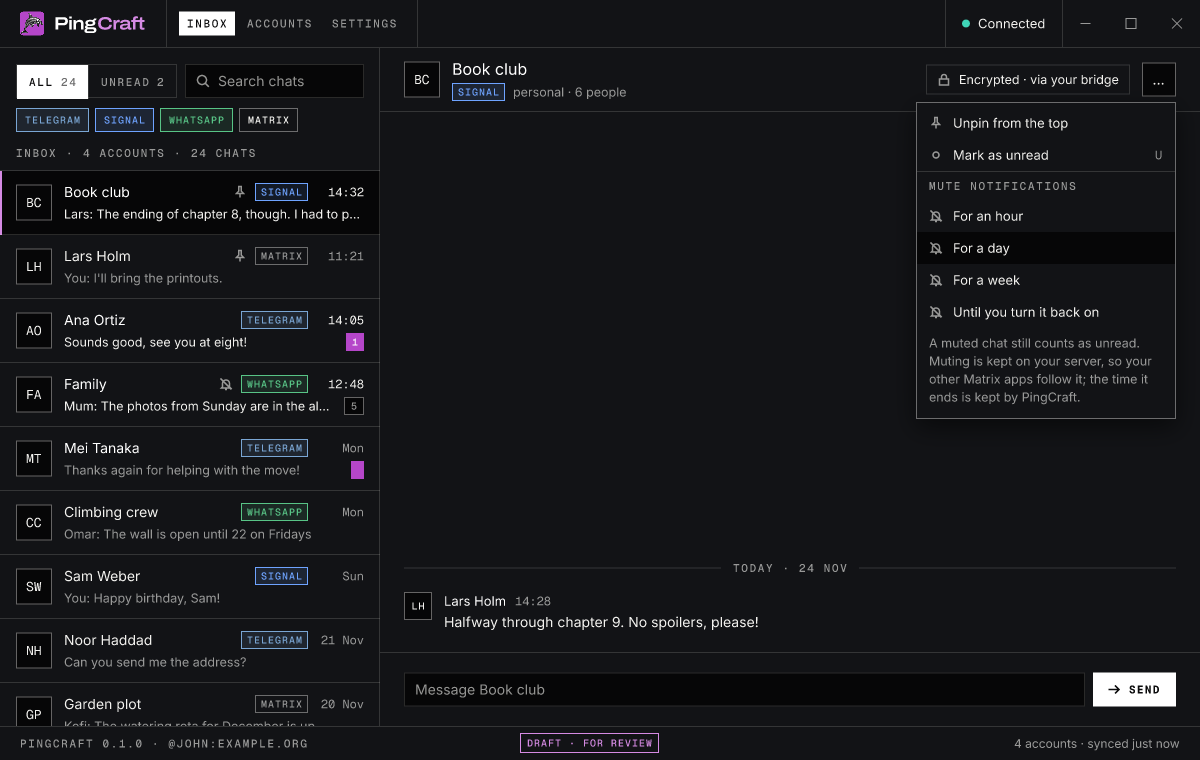 PingCraft
INBOX ACCOUNTS SETTINGS
Connected
ALL 24 UNREAD 2
Search chats
TELEGRAM SIGNAL WHATSAPP MATRIX
INBOX · 4 ACCOUNTS · 24 CHATS
BC
Book club SIGNAL 14:32
Lars: The ending of chapter 8, though. I had to p...
LH
Lars Holm MATRIX 11:21
You: I'll bring the printouts.
AO
Ana Ortiz TELEGRAM 14:05
Sounds good, see you at eight! 1
FA
Family WHATSAPP 12:48
Mum: The photos from Sunday are in the al... 5
MT
Mei Tanaka TELEGRAM Mon
Thanks again for helping with the move!
CC
Climbing crew WHATSAPP Mon
Omar: The wall is open until 22 on Fridays
SW
Sam Weber SIGNAL Sun
You: Happy birthday, Sam!
NH
Noor Haddad TELEGRAM 21 Nov
Can you send me the address?
GP
Garden plot MATRIX 20 Nov
Kofi: The watering rota for December is up
BC
Book club
SIGNAL personal · 6 people
Encrypted · via your bridge ...
Unpin from the top
Mark as unread U
MUTE NOTIFICATIONS
For an hour
For a day
For a week
Until you turn it back on
A muted chat still counts as unread.
Muting is kept on your server, so your
other Matrix apps follow it; the time it
ends is kept by PingCraft.
TODAY · 24 NOV
LH
Lars Holm 14:28
Halfway through chapter 9. No spoilers, please!
Message Book club
SEND
PINGCRAFT 0.1.0 · @JOHN:EXAMPLE.ORG
DRAFT · FOR REVIEW
4 accounts · synced just now